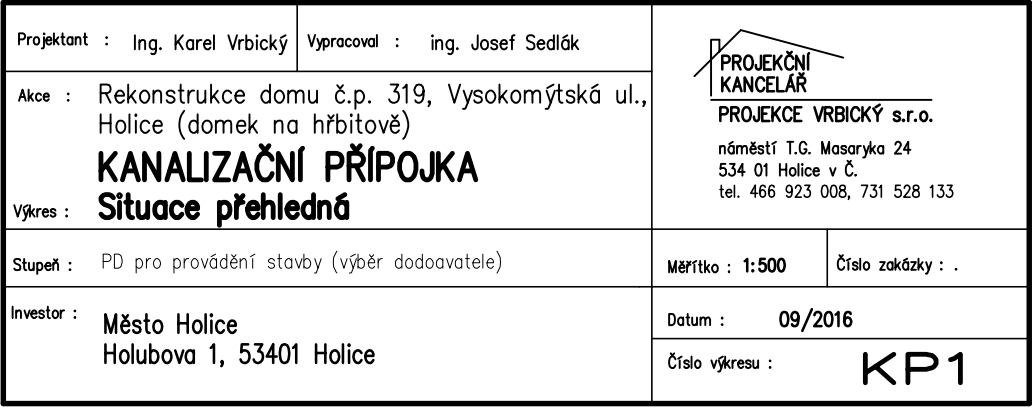 Projektant : Ing. Karel Vrbický
Vypracoval : ing. Josef Sedlák
Akce : Rekonstrukce domu č.p. 319, Vysokomýtská ul.,
Holice (domek na hřbitově)
KANALIZAČNÍ PŘÍPOJKA
Výkres : Situace přehledná
PROJEKČNÍ
KANCELÁŘ
PROJEKCE VRBICKÝ s.r.o.
náměstí T.G. Masaryka 24
534 01 Holice v Č.
tel. 466 923 008, 731 528 133
Stupeň : PD pro provádění stavby (výběr dodoavatele)
Měřítko : 1:500
Číslo zakázky : .
Investor : Město Holice
Holubova 1, 53401 Holice
Datum : 09/2016
Číslo výkresu : KP1